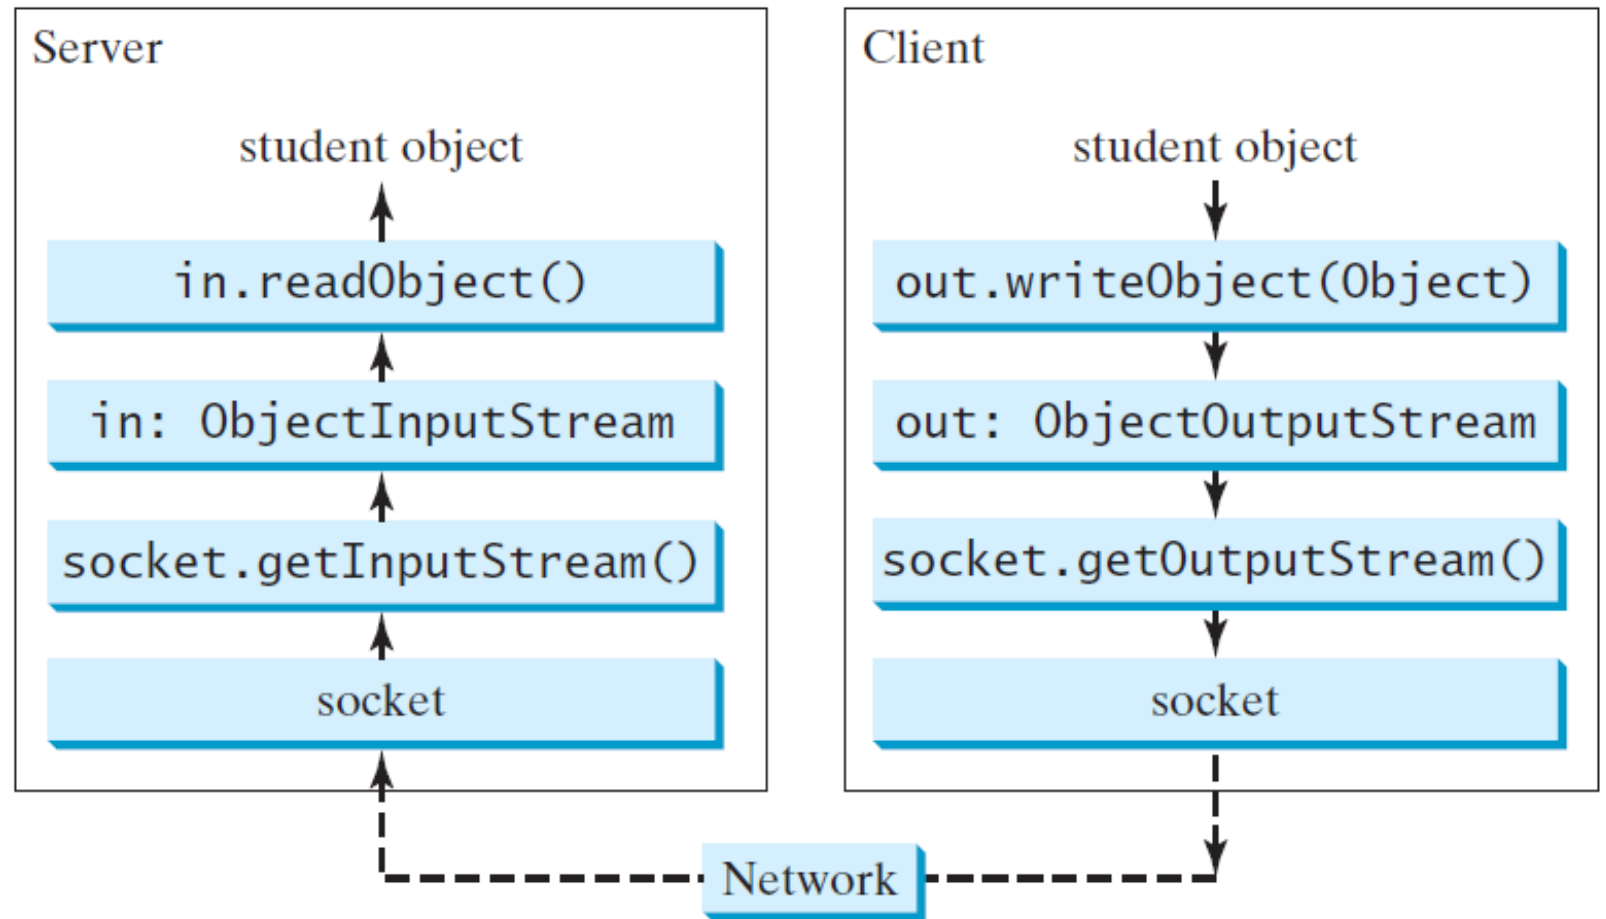 Server
student object
in.readObject()
in: ObjectInputStream
socket.getInputStream()
socket
Client
student object
out.writeObject(Object)
out: ObjectOutputStream
socket.getOutputStream()
socket
Network